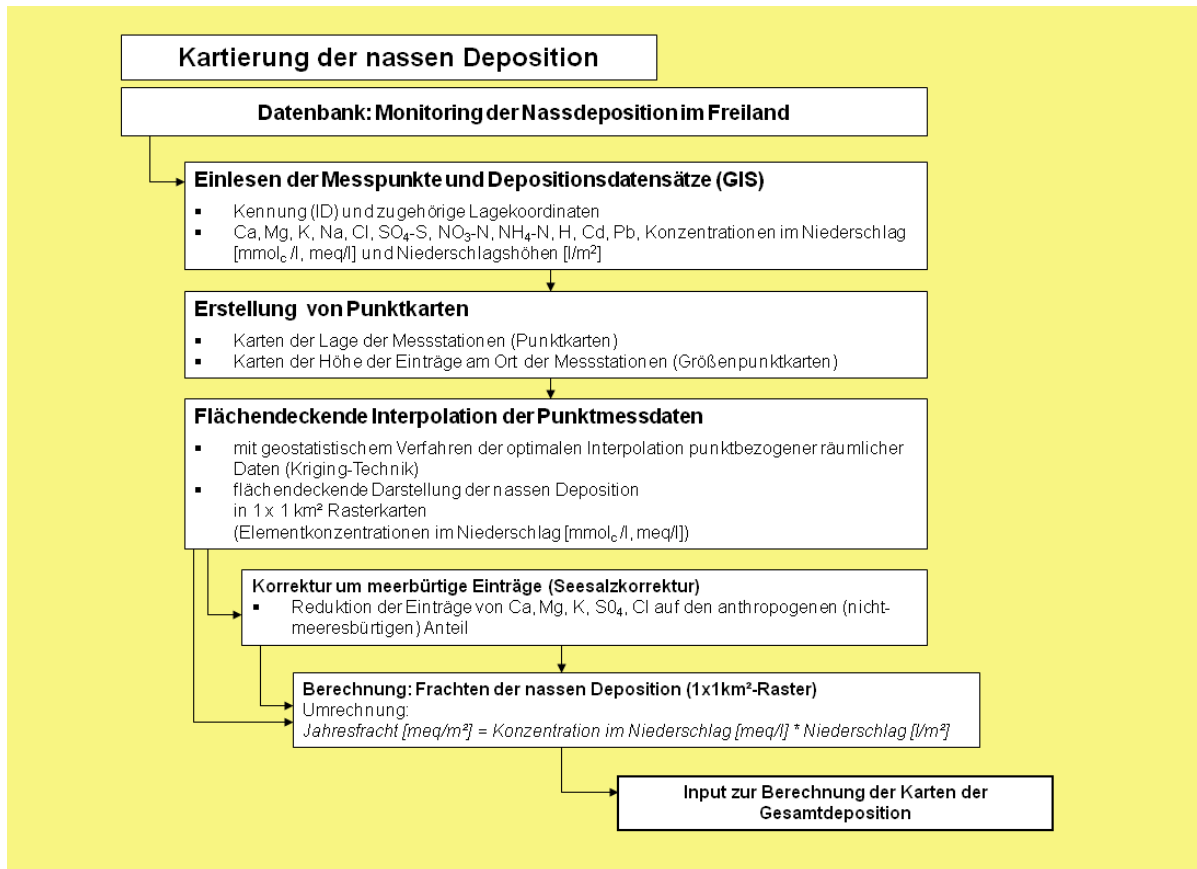 Kartierung der nassen Deposition
Datenbank: Monitoring der Nassdeposition im Freiland
Einlesen der Messpunkte und Depositionsdatensätze (GIS)
▪ Kennung (ID) und zugehörige Lagekoordinaten
▪ Ca, Mg, K, Na, Cl, SO₄-S, NO₃-N, NH₄-N, H, Cd, Pb, Konzentrationen im Niederschlag
[mmol_c /l, meq/l] und Niederschlagshöhen [l/m²]
Erstellung von Punktkarten
▪ Karten der Lage der Messstationen (Punktkarten)
▪ Karten der Höhe der Einträge am Ort der Messstationen (Größenpunktkarten)
Flächendeckende Interpolation der Punktmessdaten
▪ mit geostatistischem Verfahren der optimalen Interpolation punktbezogener räumlicher
Daten (Kriging-Technik)
▪ flächendeckende Darstellung der nassen Deposition
in 1 x 1 km² Rasterkarten
(Elementkonzentrationen im Niederschlag [mmol_c /l, meq/l])
Korrektur um meerbürtige Einträge (Seesalzkorrektur)
▪ Reduktion der Einträge von Ca, Mg, K, S0₄, Cl auf den anthropogenen (nicht-
meeresbürtigen) Anteil
Berechnung: Frachten der nassen Deposition (1x1km²-Raster)
Umrechnung:
Jahresfracht [meq/m²] = Konzentration im Niederschlag [meq/l] * Niederschlag [l/m²]
Input zur Berechnung der Karten der
Gesamtdeposition